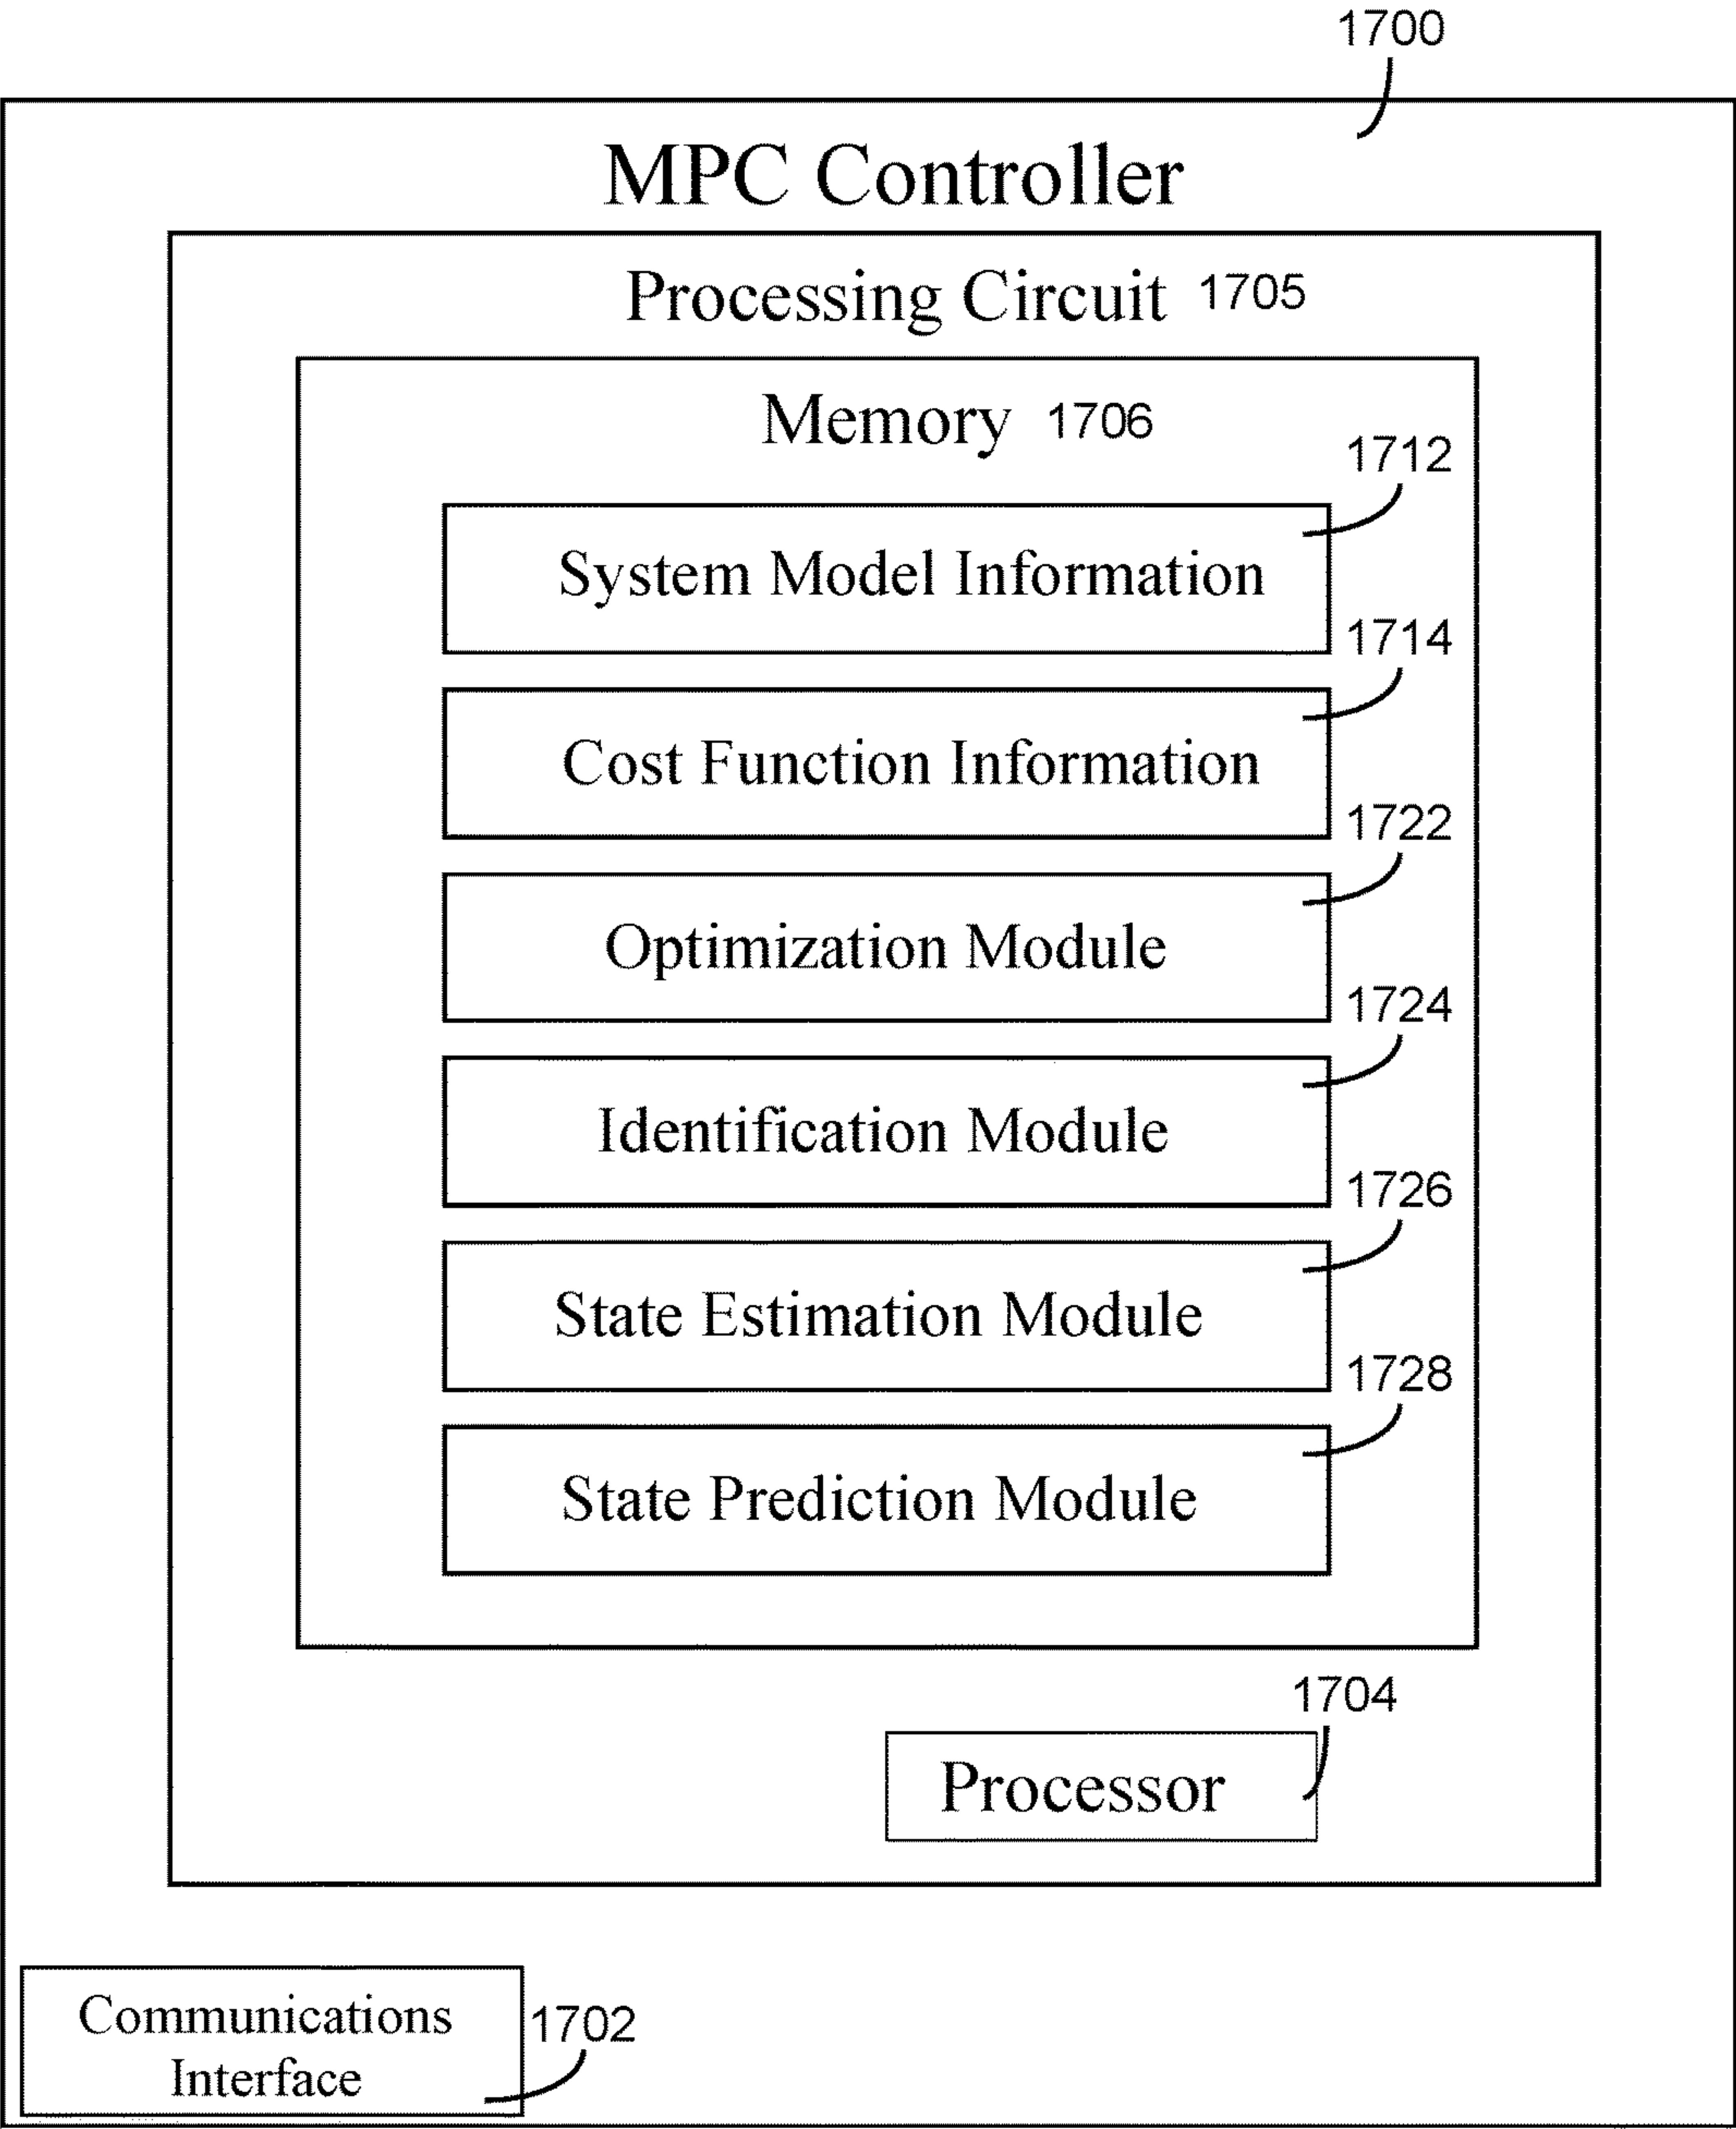 1700
MPC Controller
Processing Circuit 1705
Memory 1706
1712
System Model Information
1714
Cost Function Information
1722
Optimization Module
1724
Identification Module
1726
State Estimation Module
1728
State Prediction Module
1704
Processor
Communications
Interface
1702